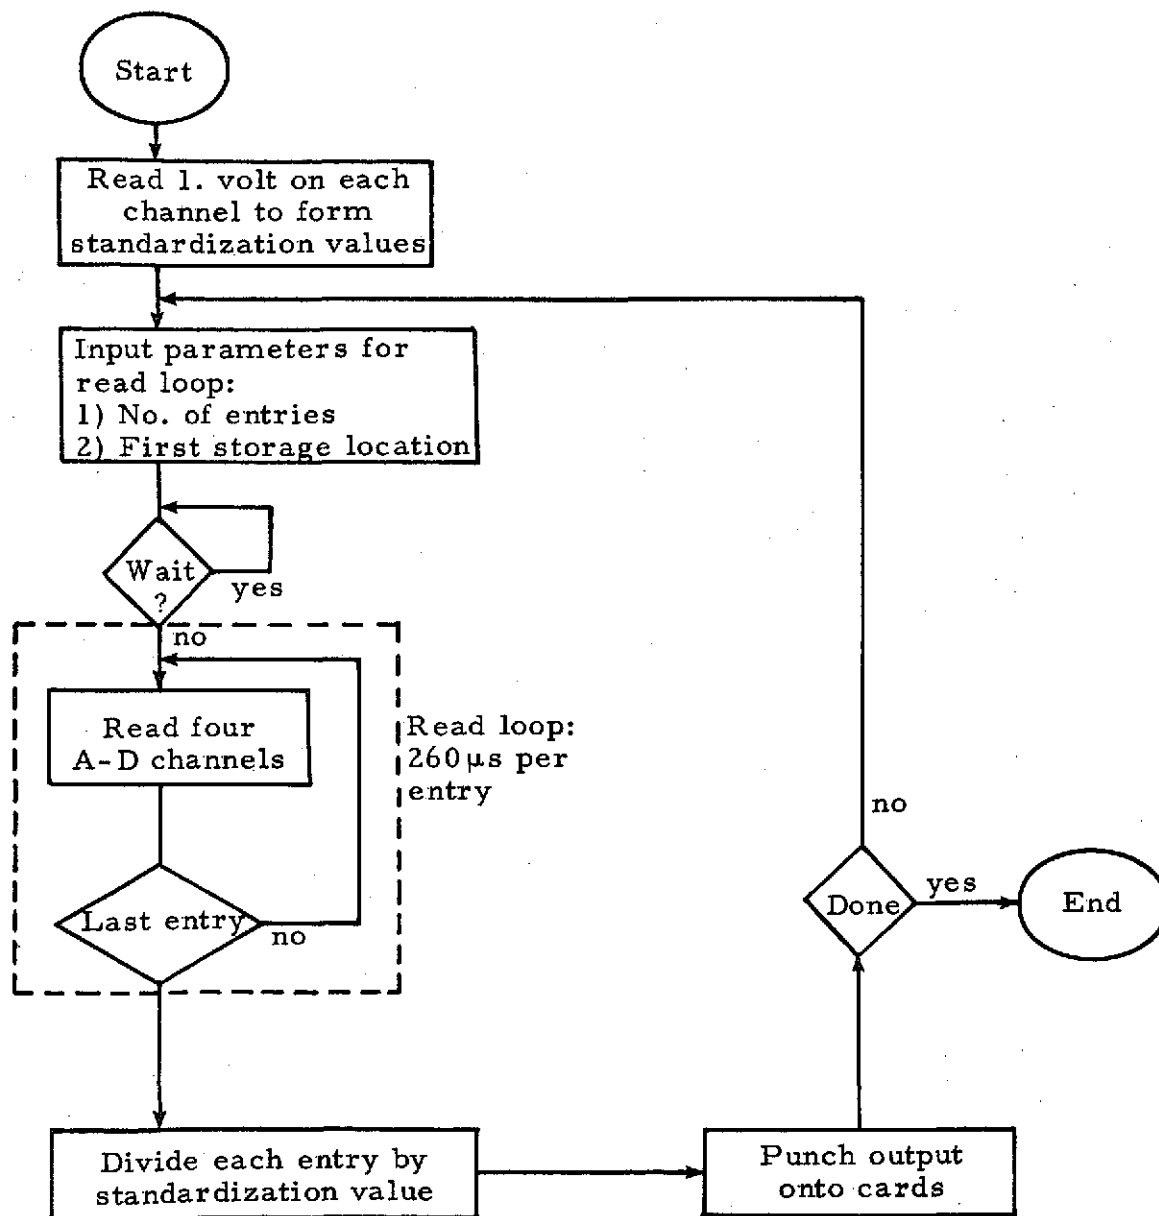 Start
Read 1. volt on each
channel to form
standardization values
Input parameters for
read loop:
1) No. of entries
2) First storage location
Wait
?
yes
no
Read four
A-D channels
Read loop:
260 μs per
entry
Last entry
no
Divide each entry by
standardization value
Punch output
onto cards
Done
no
yes
End